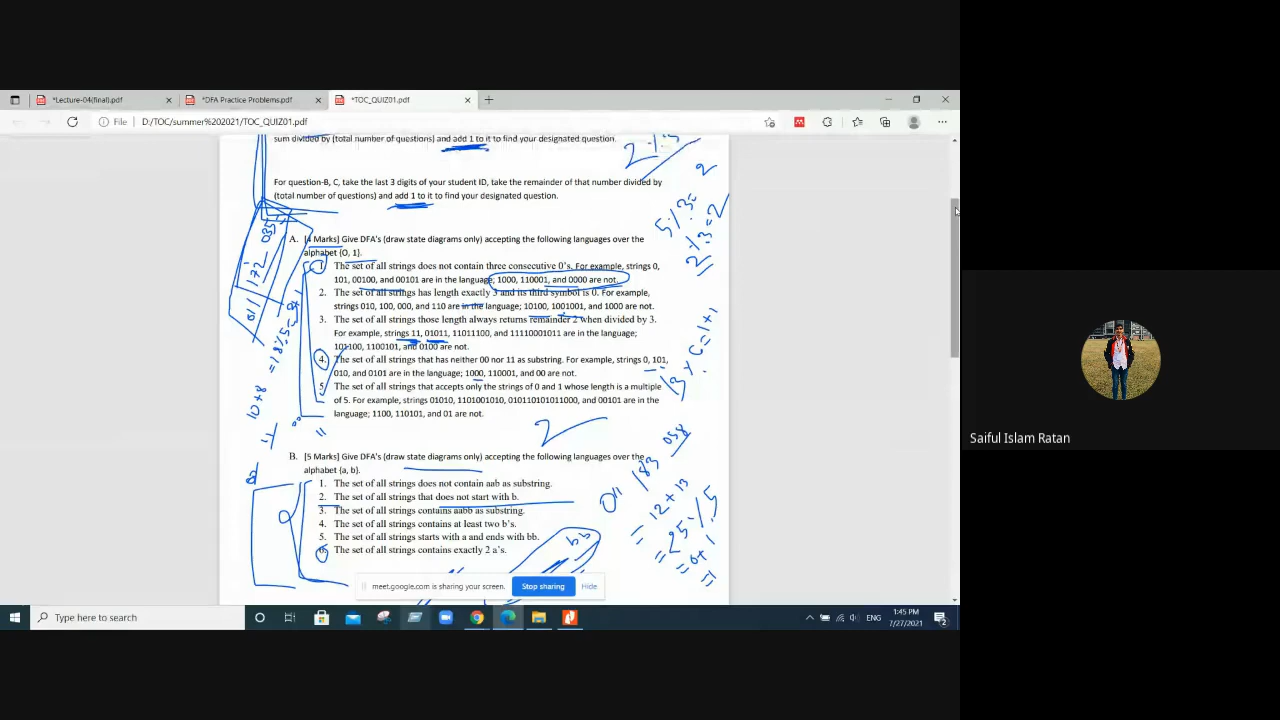 *Lecture-04(final).pdf
*DFA Practice Problems.pdf
*TOC_QUIZ01.pdf
File
D:/TOC/summer%202021/TOC_QUIZ01.pdf
sum divided by (total number of questions) and add 1 to it to find your designated question.
For question-B, C, take the last 3 digits of your student ID, take the remainder of that number divided by
(total number of questions) and add 1 to it to find your designated question.
A. [4 Marks] Give DFA's (draw state diagrams only) accepting the following languages over the
alphabet {O, 1}.
1. The set of all strings does not contain three consecutive 0's. For example, strings 0,
101, 00100, and 00101 are in the language; 1000, 110001, and 0000 are not.
2. The set of all strings has length exactly 3 and its third symbol is 0. For example,
strings 010, 100, 000, and 110 are in the language; 10100, 1001001, and 1000 are not.
3. The set of all strings those length always returns remainder 2 when divided by 3.
For example, strings 11, 01011, 11011100, and 11110001011 are in the language;
101100, 1100101, and 0100 are not.
4. The set of all strings that has neither 00 nor 11 as substring. For example, strings 0, 101,
010, and 0101 are in the language; 1000, 110001, and 00 are not.
5. The set of all strings that accepts only the strings of 0 and 1 whose length is a multiple
of 5. For example, strings 01010, 1101001010, 010110101011000, and 00101 are in the
language; 1100, 110101, and 01 are not.
B. [5 Marks] Give DFA's (draw state diagrams only) accepting the following languages over the
alphabet {a, b}.
1. The set of all strings does not contain aab as substring.
2. The set of all strings that does not start with b.
3. The set of all strings contains aabb as substring.
4. The set of all strings contains at least two b's.
5. The set of all strings starts with a and ends with bb.
6. The set of all strings contains exactly 2 a's.
2
5%3=
2%3=2
011
183
058
= 12+13
= 25%5
= 0+1
bb
meet.google.com is sharing your screen.
Stop sharing
Hide
Type here to search
ENG
1:45 PM
7/27/2021
2
Saiful Islam Ratan